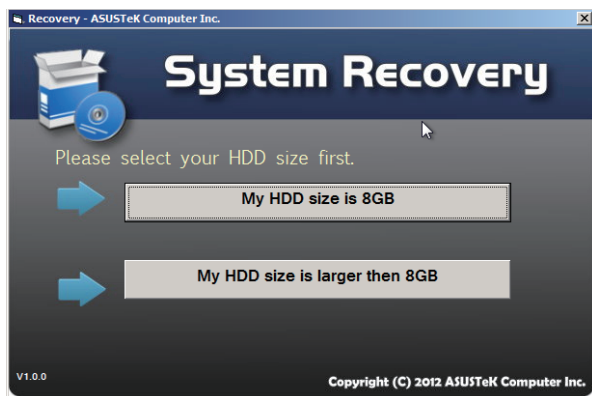 Recovery - ASUSTeK Computer Inc.
System Recovery
Please select your HDD size first.
My HDD size is 8GB
My HDD size is larger then 8GB
V1.0.0
Copyright (C) 2012 ASUSTeK Computer Inc.